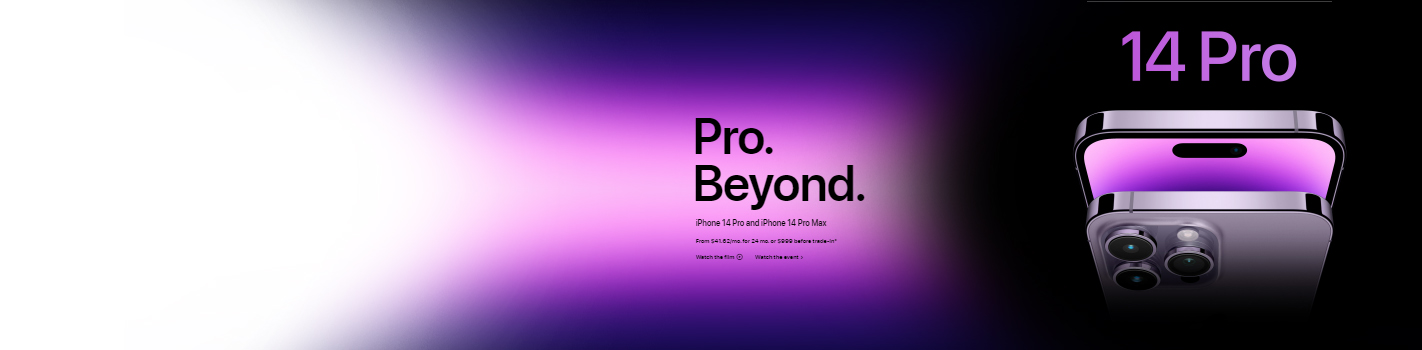 Pro.
Beyond.
iPhone 14 Pro and iPhone 14 Pro Max
From $41.62/mo. for 24 mo. or $999 before trade-in*
Watch the film
Watch the event ›
14 Pro